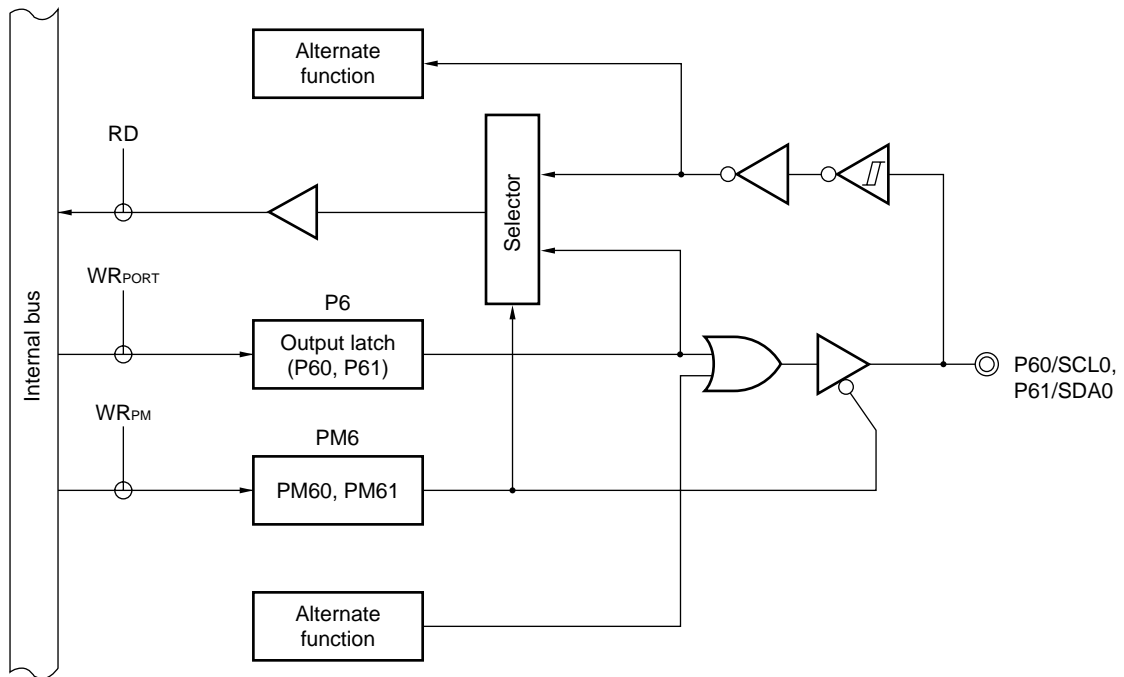 Alternate
function
RD
Selector
WRPORT
P6
Internal bus
Output latch
(P60, P61)
P60/SCL0,
P61/SDA0
WRPM
PM6
PM60, PM61
Alternate
function